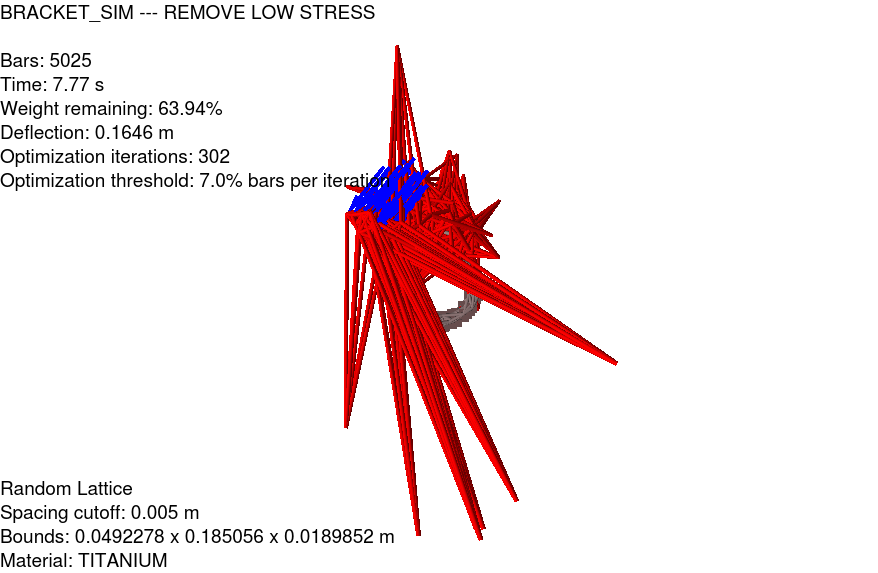 BRACKET_SIM --- REMOVE LOW STRESS
Bars: 5025
Time: 7.77 s
Weight remaining: 63.94%
Deflection: 0.1646 m
Optimization iterations: 302
Optimization threshold: 7.0% bars per iteration
Random Lattice
Spacing cutoff: 0.005 m
Bounds: 0.0492278 x 0.185056 x 0.0189852 m
Material: TITANIUM